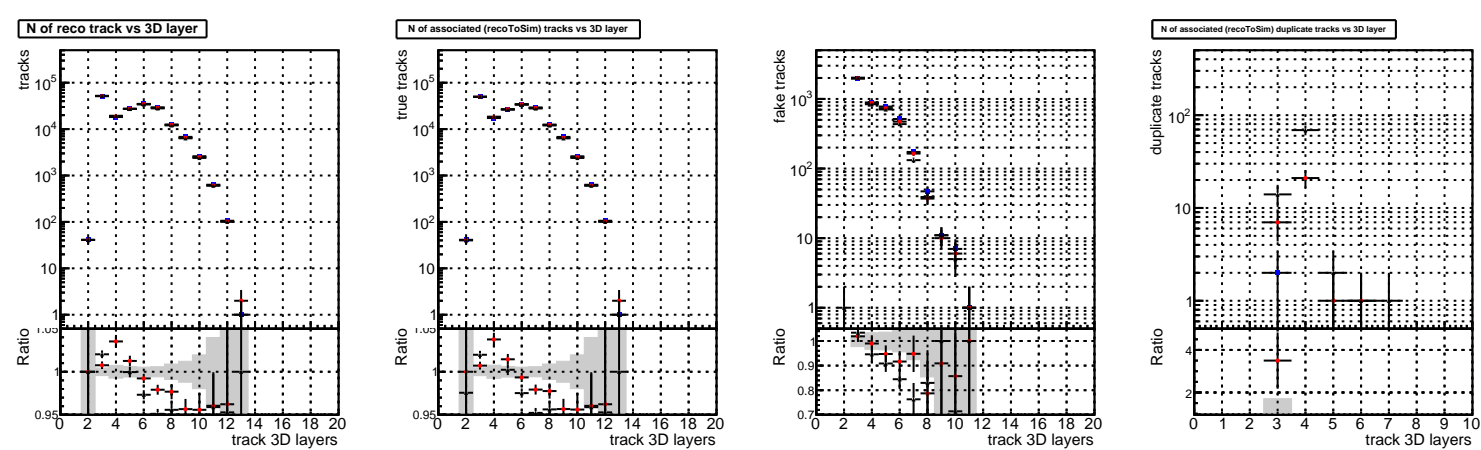 N of reco track vs 3D layer
tracks
10^5
10^4
10^3
10^2
10
1
Ratio
1.05
1
0.95
0 2 4 6 8 10 12 14 16 18 20
track 3D layers
N of associated (recoToSim) tracks vs 3D layer
true tracks
10^5
10^4
10^3
10^2
10
1
Ratio
1.05
1
0.95
0 2 4 6 8 10 12 14 16 18 20
track 3D layers
fake tracks
10^3
10^2
10
1
Ratio
1
0.9
0.8
0.7
0 2 4 6 8 10 12 14 16 18 20
track 3D layers
N of associated (recoToSim) duplicate tracks vs 3D layer
duplicate tracks
10^2
10
1
Ratio
4
2
0 1 2 3 4 5 6 7 8 9 10
track 3D layers